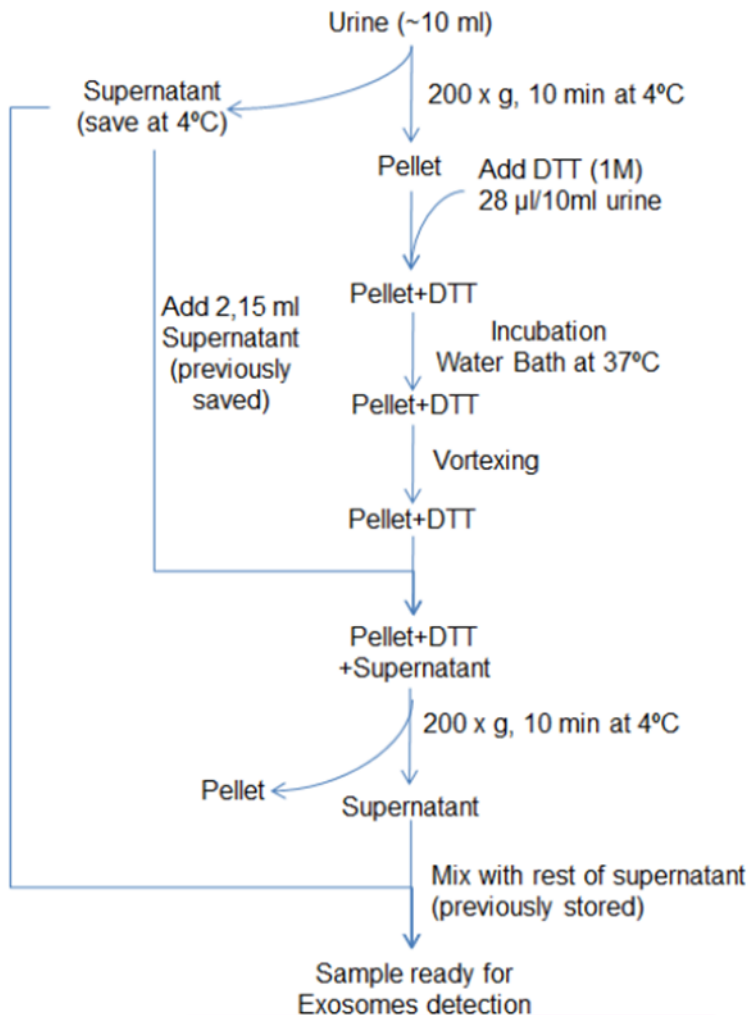 Urine (~10 ml)
Supernatant
(save at 4ºC)
200 x g, 10 min at 4ºC
Pellet
Add DTT (1M)
28 µl/10ml urine
Pellet+DTT
Add 2,15 ml
Supernatant
(previously
saved)
Incubation
Water Bath at 37ºC
Pellet+DTT
Vortexing
Pellet+DTT
Pellet+DTT
+Supernatant
200 x g, 10 min at 4ºC
Pellet
Supernatant
Mix with rest of supernatant
(previously stored)
Sample ready for
Exosomes detection